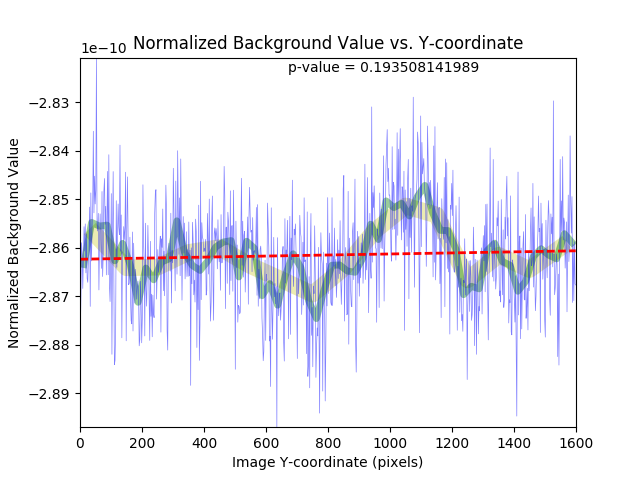 Normalized Background Value vs. Y-coordinate
1e−10
p-value = 0.193508141989
−2.83
−2.84
−2.85
−2.86
−2.87
−2.88
−2.89
Normalized Background Value
0 200 400 600 800 1000 1200 1400 1600
Image Y-coordinate (pixels)